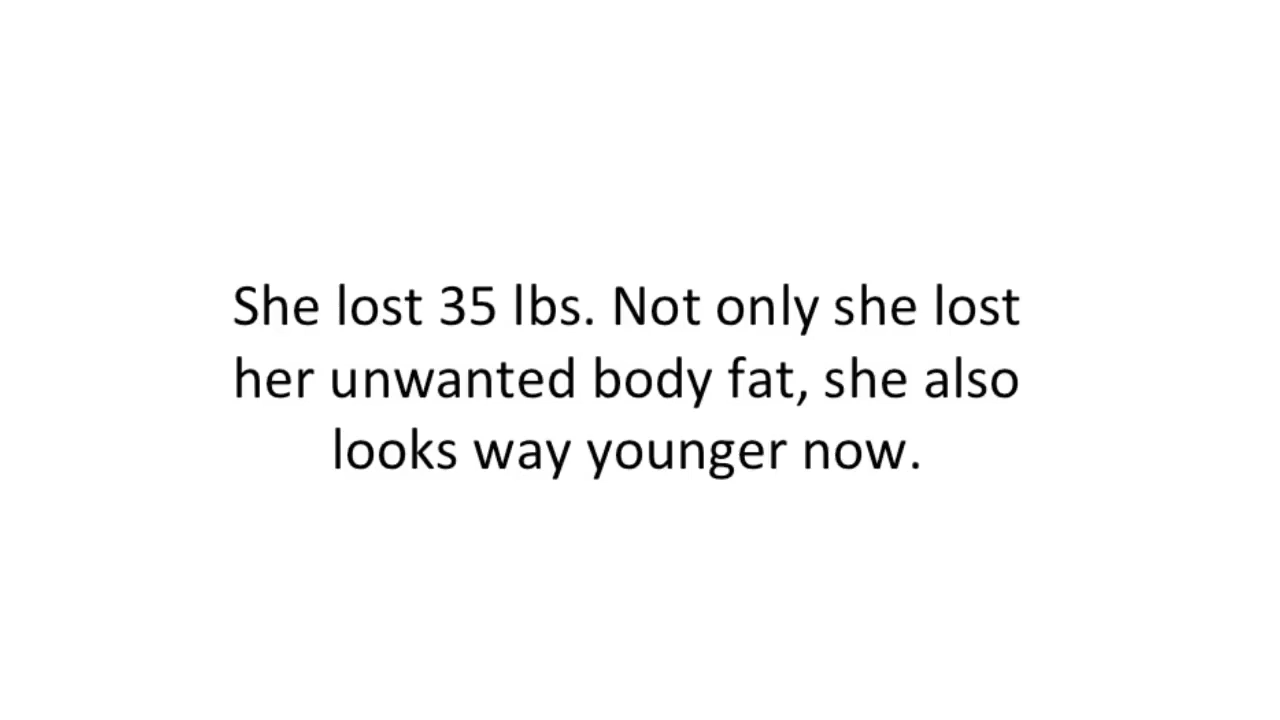 She lost 35 lbs. Not only she lost
her unwanted body fat, she also
looks way younger now.